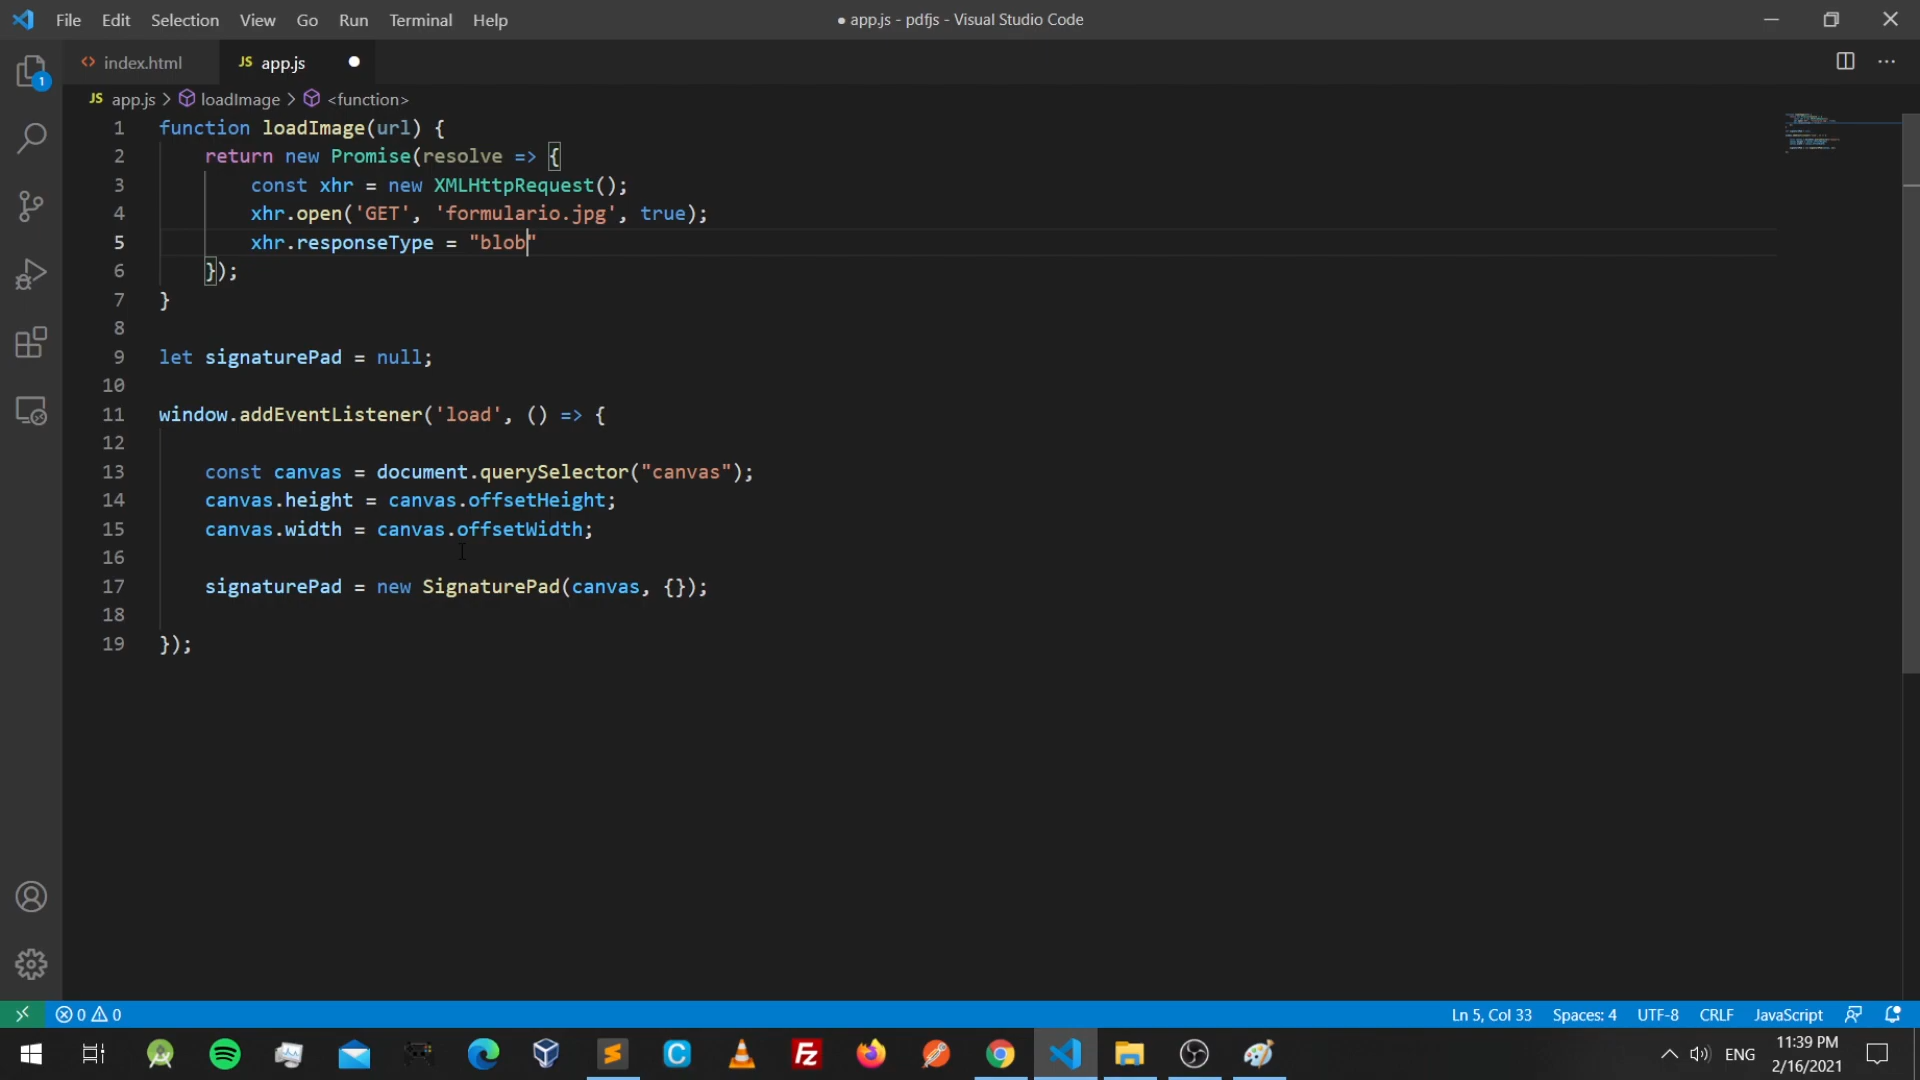 File Edit Selection View Go Run Terminal Help
● app.js - pdfjs - Visual Studio Code
1
<> index.html
JS app.js ●
JS app.js > loadImage > <function>
1 function loadImage(url) {
2 return new Promise(resolve => {
3 const xhr = new XMLHttpRequest();
4 xhr.open('GET', 'formulario.jpg', true);
5 xhr.responseType = "blob"
6 });
7 }
8
9 let signaturePad = null;
10
11 window.addEventListener('load', () => {
12
13 const canvas = document.querySelector("canvas");
14 canvas.height = canvas.offsetHeight;
15 canvas.width = canvas.offsetWidth;
16
17 signaturePad = new SignaturePad(canvas, {});
18
19 });
0 0
Ln 5, Col 33 Spaces: 4 UTF-8 CRLF JavaScript
ENG
11:39 PM
2/16/2021